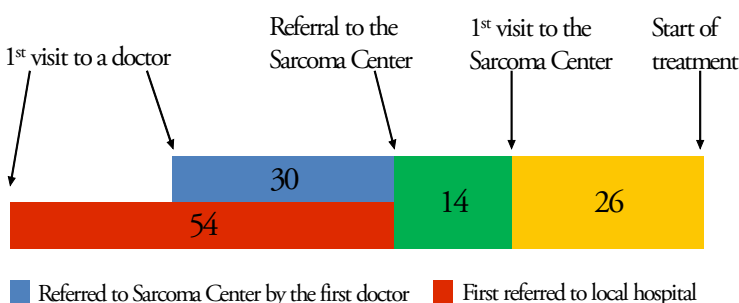 1st visit to a doctor
Referral to the
Sarcoma Center
1st visit to the
Sarcoma Center
Start of
treatment
30
54
14
26
Referred to Sarcoma Center by the first doctor
First referred to local hospital